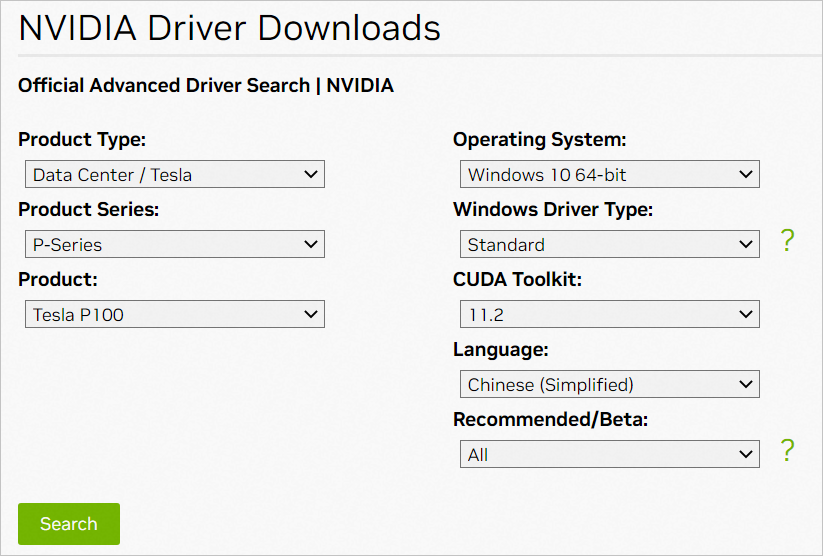 NVIDIA Driver Downloads
Official Advanced Driver Search | NVIDIA
Product Type:
Data Center / Tesla
Product Series:
P-Series
Product:
Tesla P100
Operating System:
Windows 10 64-bit
Windows Driver Type:
Standard
?
CUDA Toolkit:
11.2
Language:
Chinese (Simplified)
Recommended/Beta:
All
?
Search